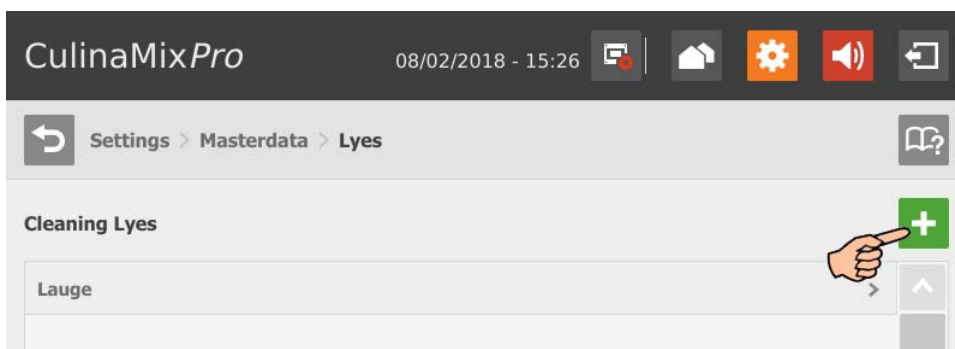 CulinaMixPro 08/02/2018 - 15:26
Settings > Masterdata > Lyes
Cleaning Lyes
Lauge